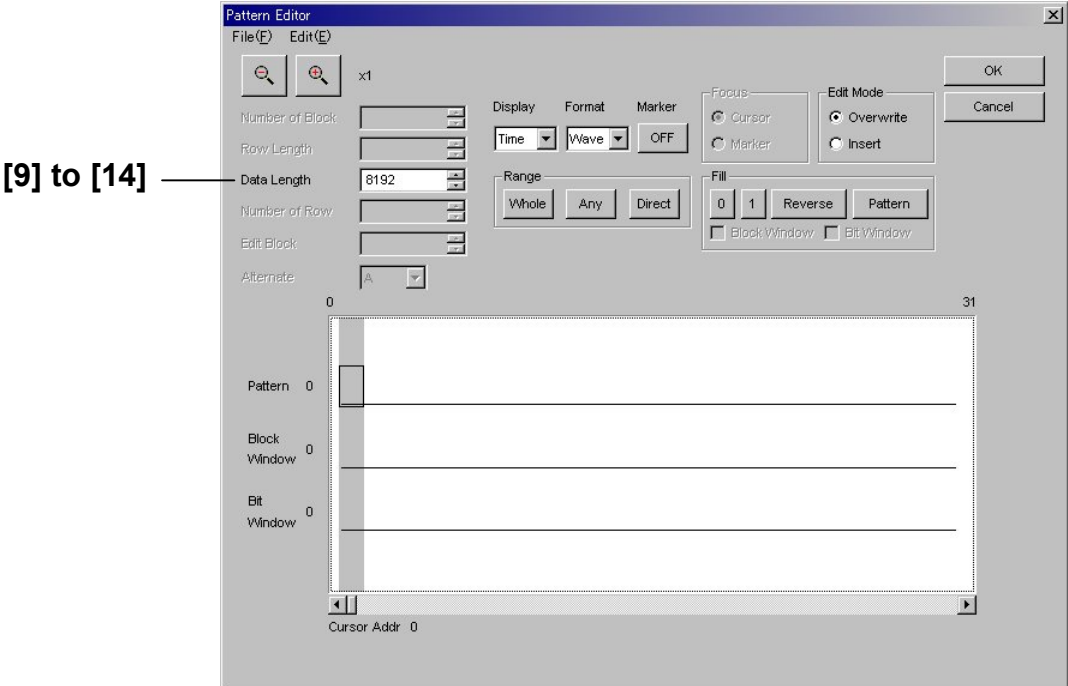 Pattern Editor
File(F) Edit(E)
x1
OK
Cancel
Number of Block
Row Length
Data Length 8192
Number of Row
Edit Block
Alternate A
Display Format Marker
Time Wave OFF
Focus
Cursor
Marker
Edit Mode
Overwrite
Insert
Range
Whole Any Direct
Fill
0 1 Reverse Pattern
Block Window Bit Window
[9] to [14]
0 31
Pattern 0
Block
Window 0
Bit
Window 0
Cursor Addr 0